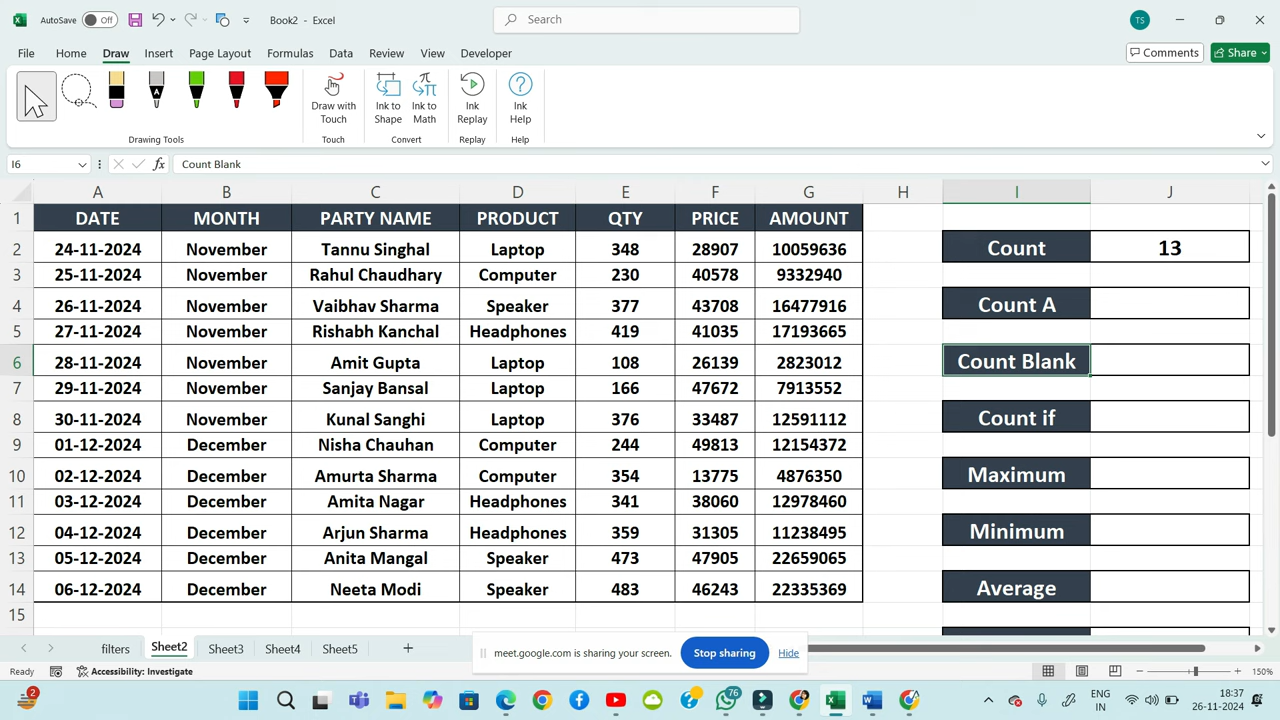 AutoSave Off Book2 - Excel Search TS
File Home Draw Insert Page Layout Formulas Data Review View Developer Comments Share
Draw with Touch Ink to Shape Ink to Math Ink Replay Ink Help
Drawing Tools Touch Convert Replay Help
I6 fx Count Blank
A B C D E F G H I J
1 DATE MONTH PARTY NAME PRODUCT QTY PRICE AMOUNT
2 24-11-2024 November Tannu Singhal Laptop 348 28907 10059636 Count 13
3 25-11-2024 November Rahul Chaudhary Computer 230 40578 9332940
4 26-11-2024 November Vaibhav Sharma Speaker 377 43708 16477916 Count A
5 27-11-2024 November Rishabh Kanchal Headphones 419 41035 17193665
6 28-11-2024 November Amit Gupta Laptop 108 26139 2823012 Count Blank
7 29-11-2024 November Sanjay Bansal Laptop 166 47672 7913552
8 30-11-2024 November Kunal Sanghi Laptop 376 33487 12591112 Count if
9 01-12-2024 December Nisha Chauhan Computer 244 49813 12154372
10 02-12-2024 December Amurta Sharma Computer 354 13775 4876350 Maximum
11 03-12-2024 December Amita Nagar Headphones 341 38060 12978460
12 04-12-2024 December Arjun Sharma Headphones 359 31305 11238495 Minimum
13 05-12-2024 December Anita Mangal Speaker 473 47905 22659065
14 06-12-2024 December Neeta Modi Speaker 483 46243 22335369 Average
15
filters Sheet2 Sheet3 Sheet4 Sheet5 meet.google.com is sharing your screen. Stop sharing Hide
Ready Accessibility: Investigate 150%
2 76 ENG 18:37
IN 26-11-2024